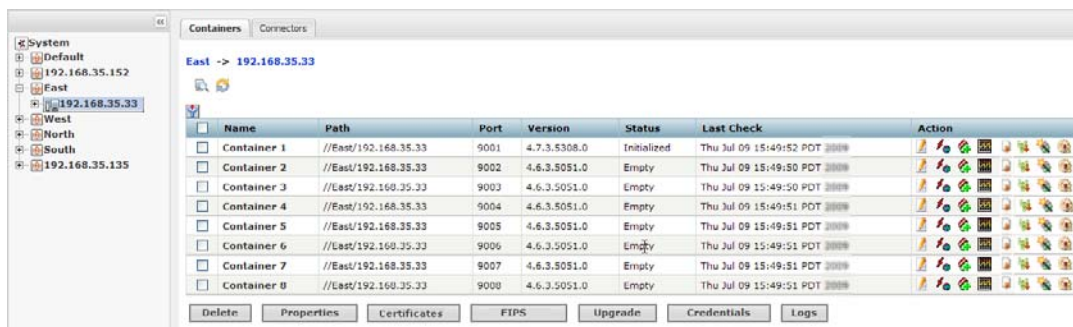 Containers Connectors
System
Default
192.168.35.152
East
192.168.35.33
West
North
South
192.168.35.135
East -> 192.168.35.33
Name Path Port Version Status Last Check Action
Container 1 //East/192.168.35.33 9001 4.7.3.5308.0 Initialized Thu Jul 09 15:49:52 PDT
Container 2 //East/192.168.35.33 9002 4.6.3.5051.0 Empty Thu Jul 09 15:49:50 PDT
Container 3 //East/192.168.35.33 9003 4.6.3.5051.0 Empty Thu Jul 09 15:49:50 PDT
Container 4 //East/192.168.35.33 9004 4.6.3.5051.0 Empty Thu Jul 09 15:49:51 PDT
Container 5 //East/192.168.35.33 9005 4.6.3.5051.0 Empty Thu Jul 09 15:49:51 PDT
Container 6 //East/192.168.35.33 9006 4.6.3.5051.0 Empty Thu Jul 09 15:49:51 PDT
Container 7 //East/192.168.35.33 9007 4.6.3.5051.0 Empty Thu Jul 09 15:49:51 PDT
Container 8 //East/192.168.35.33 9008 4.6.3.5051.0 Empty Thu Jul 09 15:49:51 PDT
Delete Properties Certificates FIPS Upgrade Credentials Logs